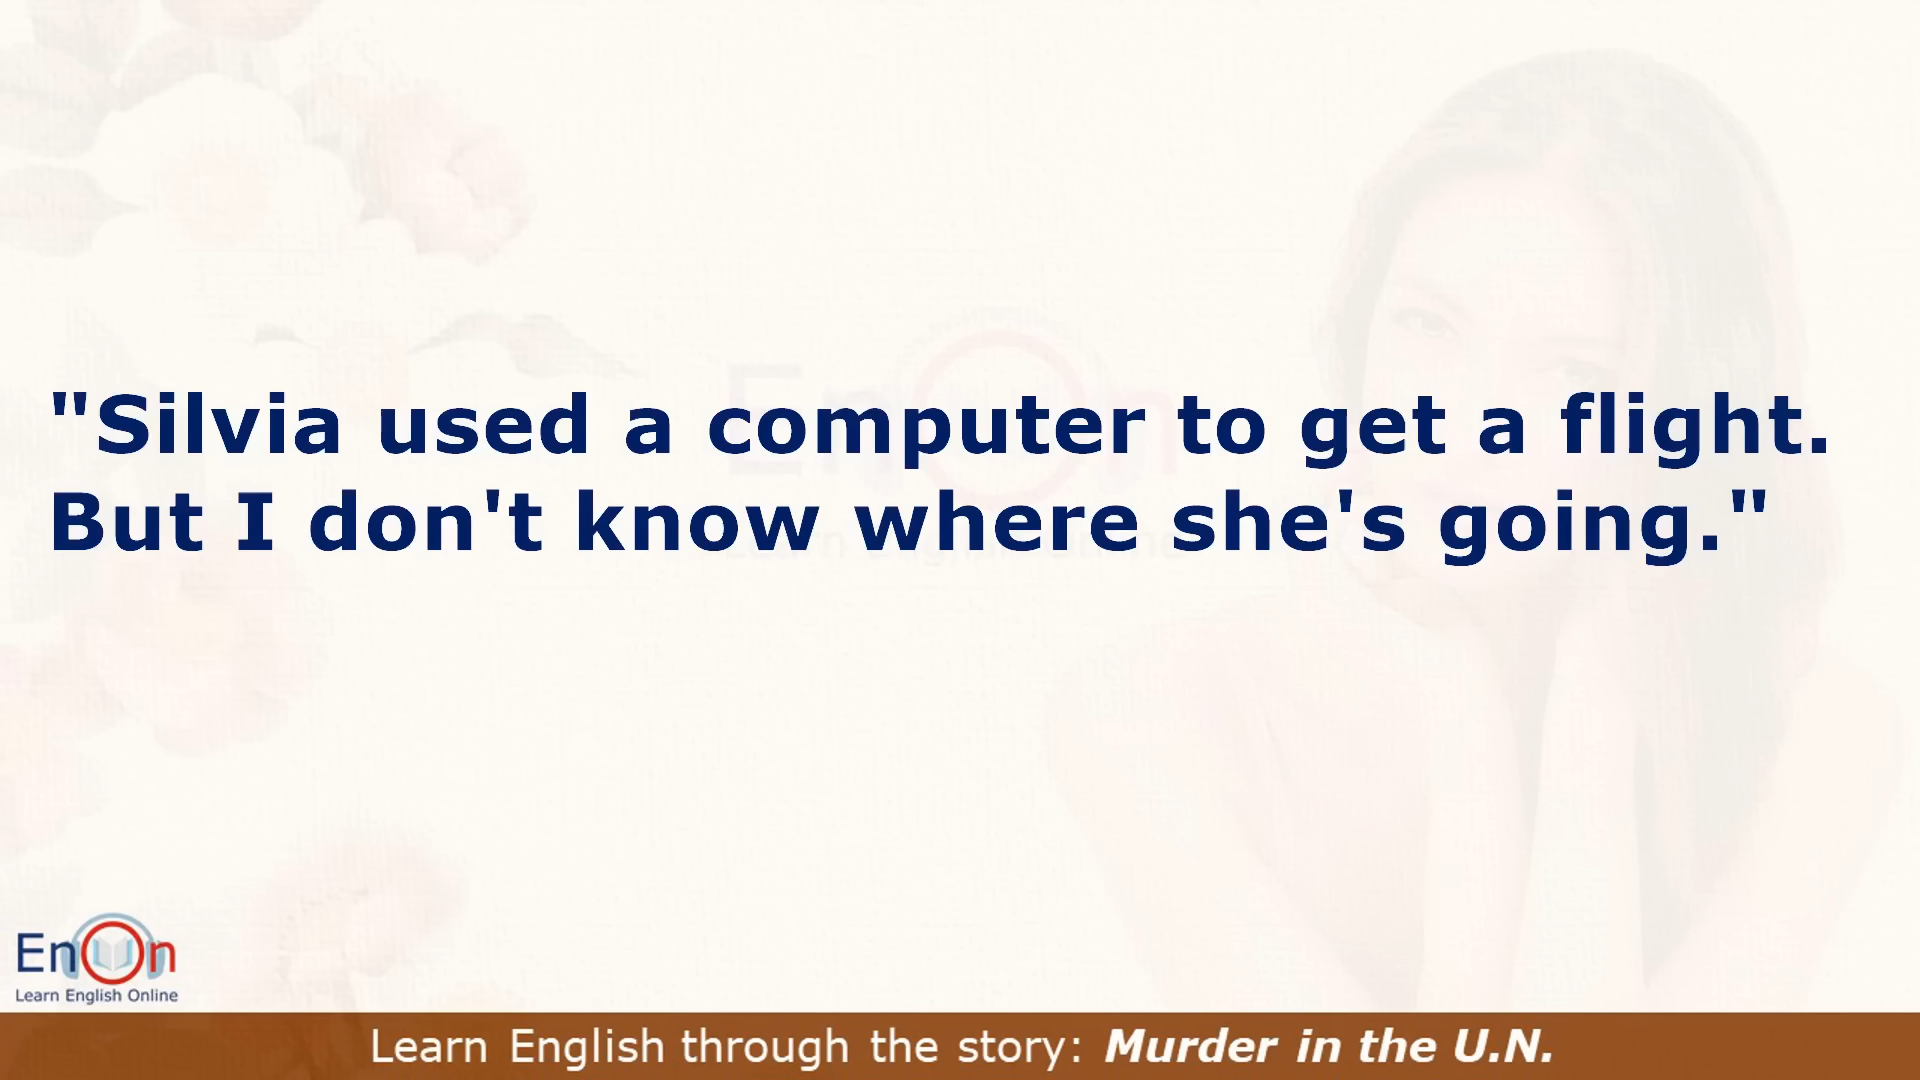 "Silvia used a computer to get a flight.
But I don't know where she's going."
EnOn
Learn English Online
Learn English through the story: Murder in the U.N.